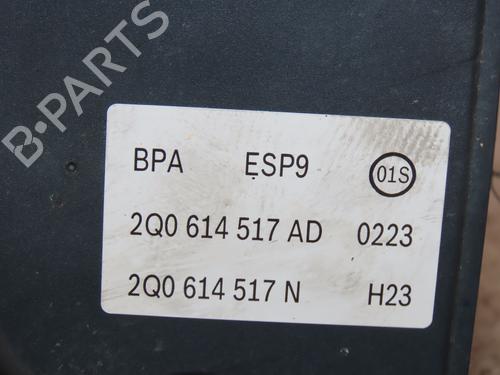 B-PARTS
BPA ESP9 01S
2Q0 614 517 AD 0223
2Q0 614 517 N H23